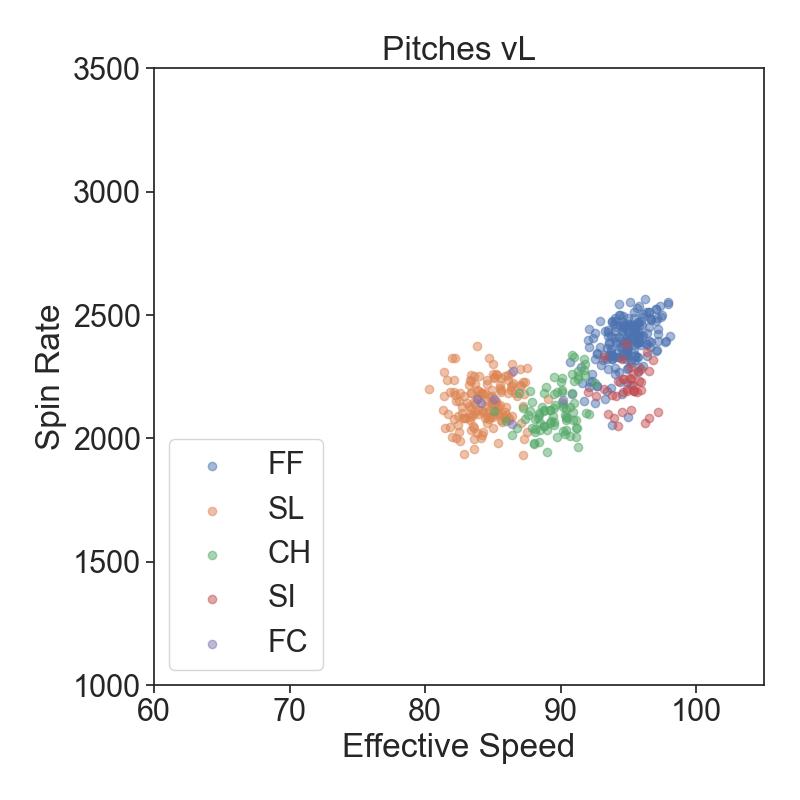 Pitches vL
3500
3000
2500
2000
1500
1000
Spin Rate
FF
SL
CH
SI
FC
60 70 80 90 100
Effective Speed